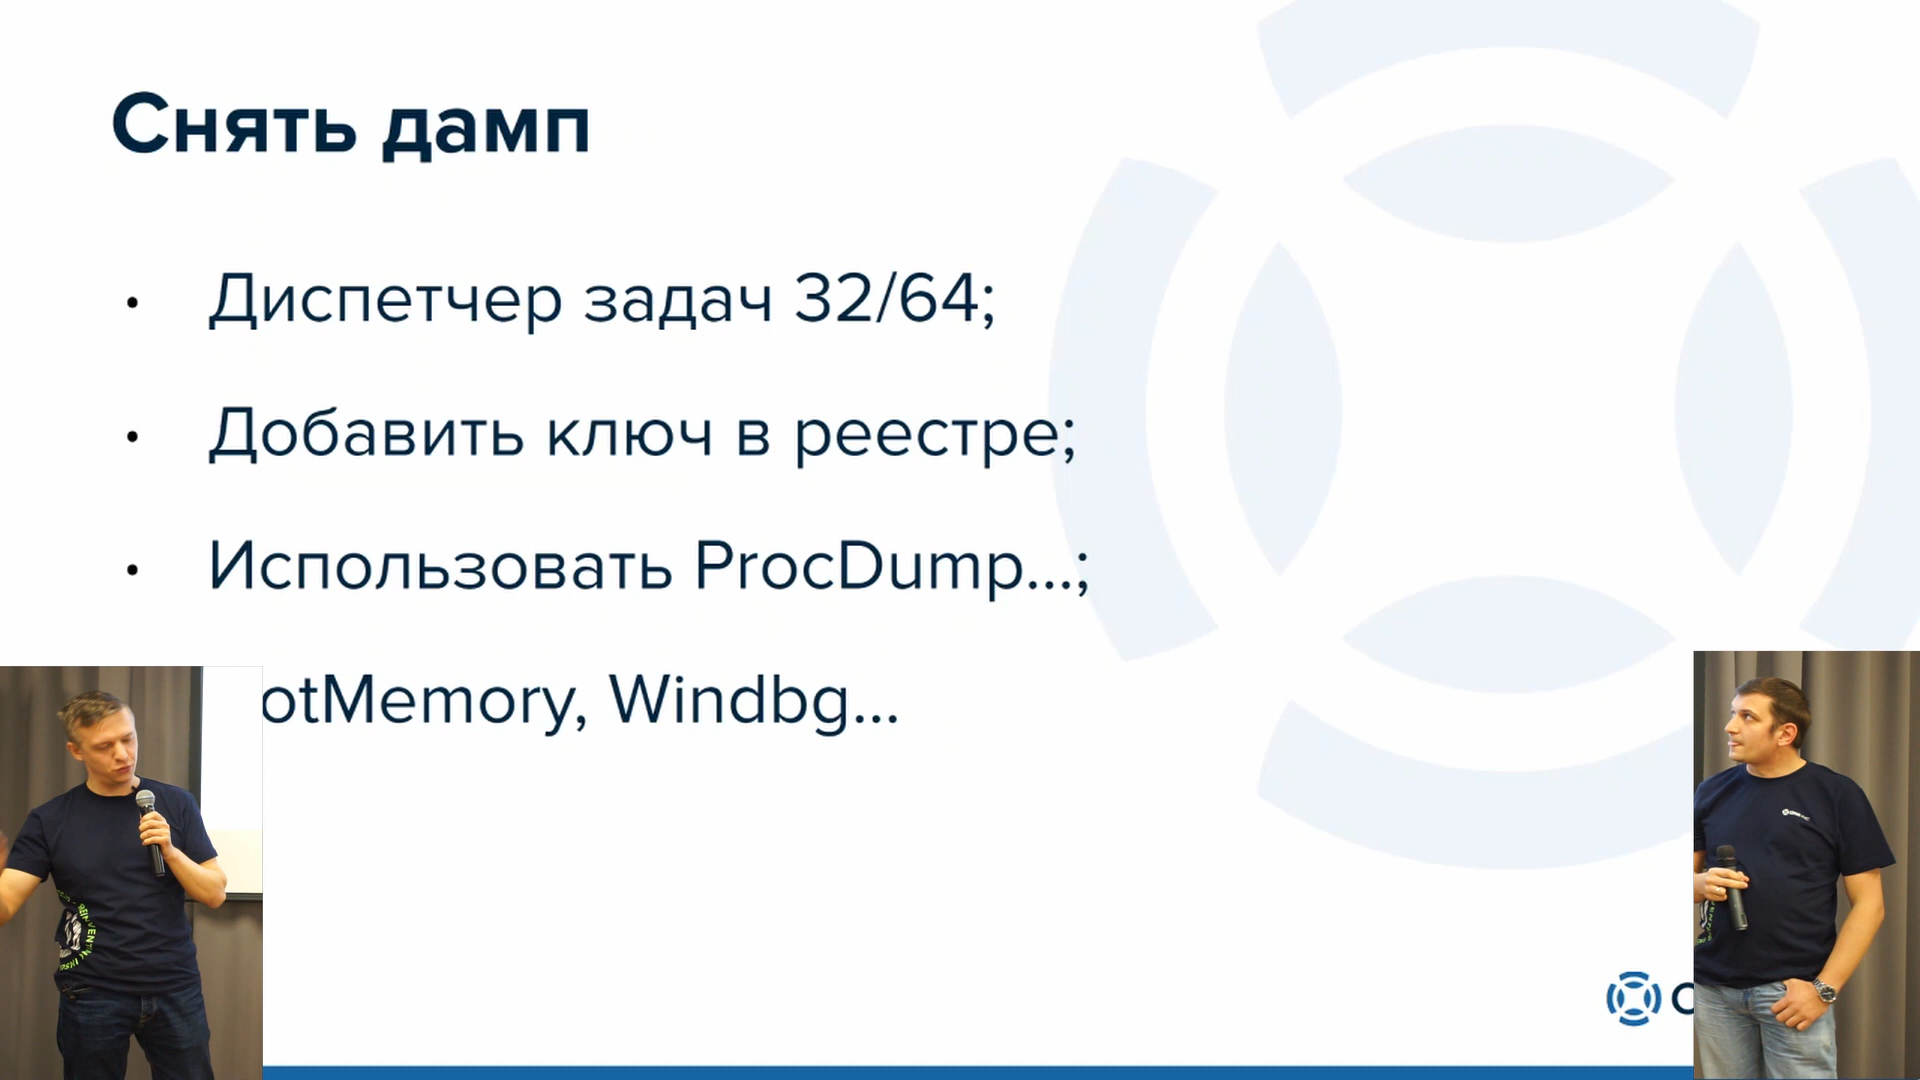 Снять дамп
• Диспетчер задач 32/64;
• Добавить ключ в реестре;
• Использовать ProcDump...;
otMemory, Windbg...